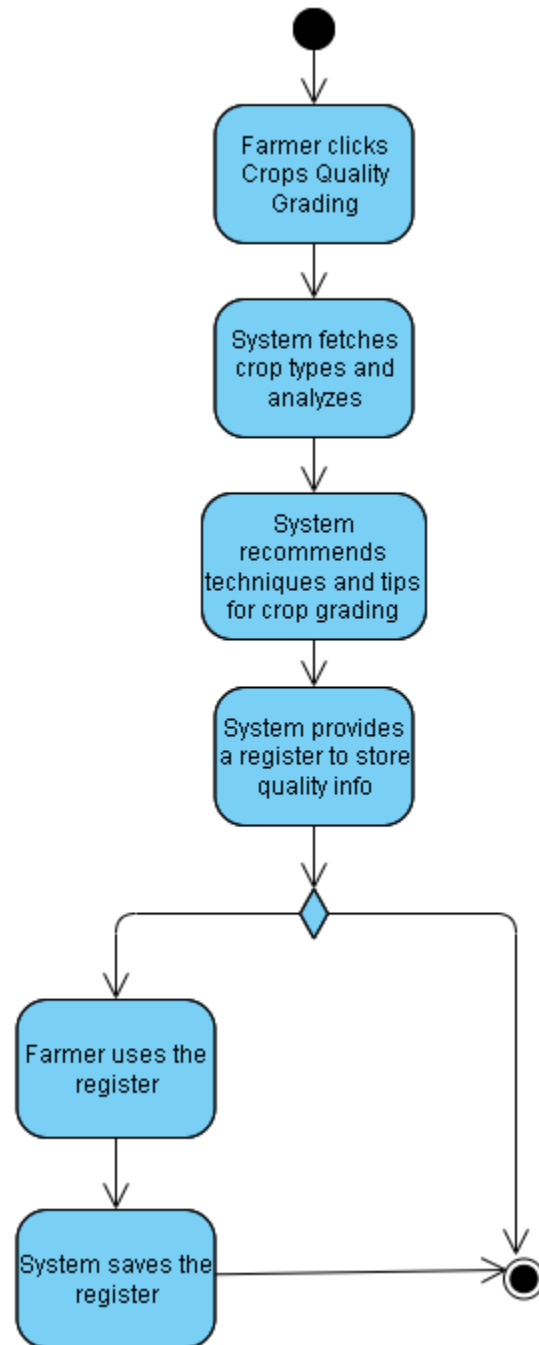 Farmer clicks
Crops Quality
Grading
System fetches
crop types and
analyzes
System
recommends
techniques and tips
for crop grading
System provides
a register to store
quality info
Farmer uses the
register
System saves the
register